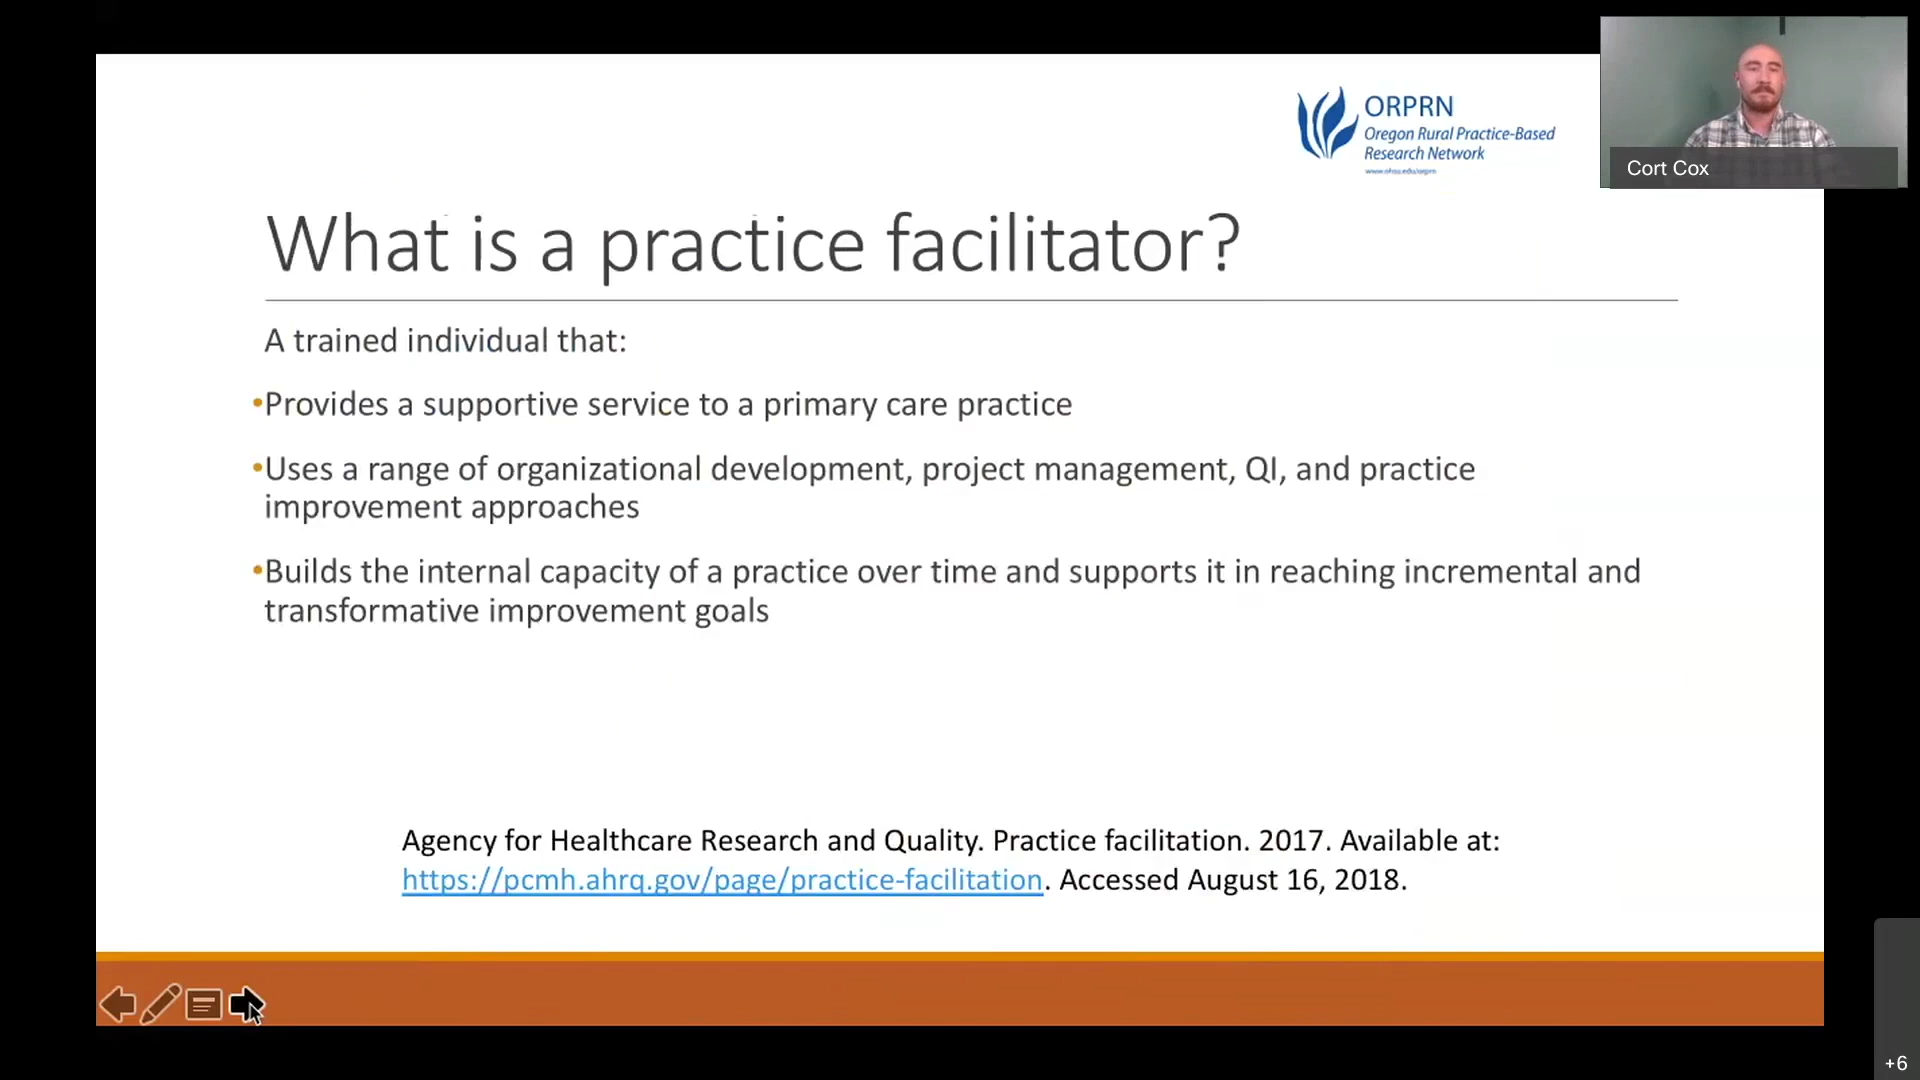 ORPRN
Oregon Rural Practice-Based
Research Network
www.ohsu.edu/orprn
Cort Cox
What is a practice facilitator?
A trained individual that:
•Provides a supportive service to a primary care practice
•Uses a range of organizational development, project management, QI, and practice
improvement approaches
•Builds the internal capacity of a practice over time and supports it in reaching incremental and
transformative improvement goals
Agency for Healthcare Research and Quality. Practice facilitation. 2017. Available at:
https://pcmh.ahrq.gov/page/practice-facilitation. Accessed August 16, 2018.
+6